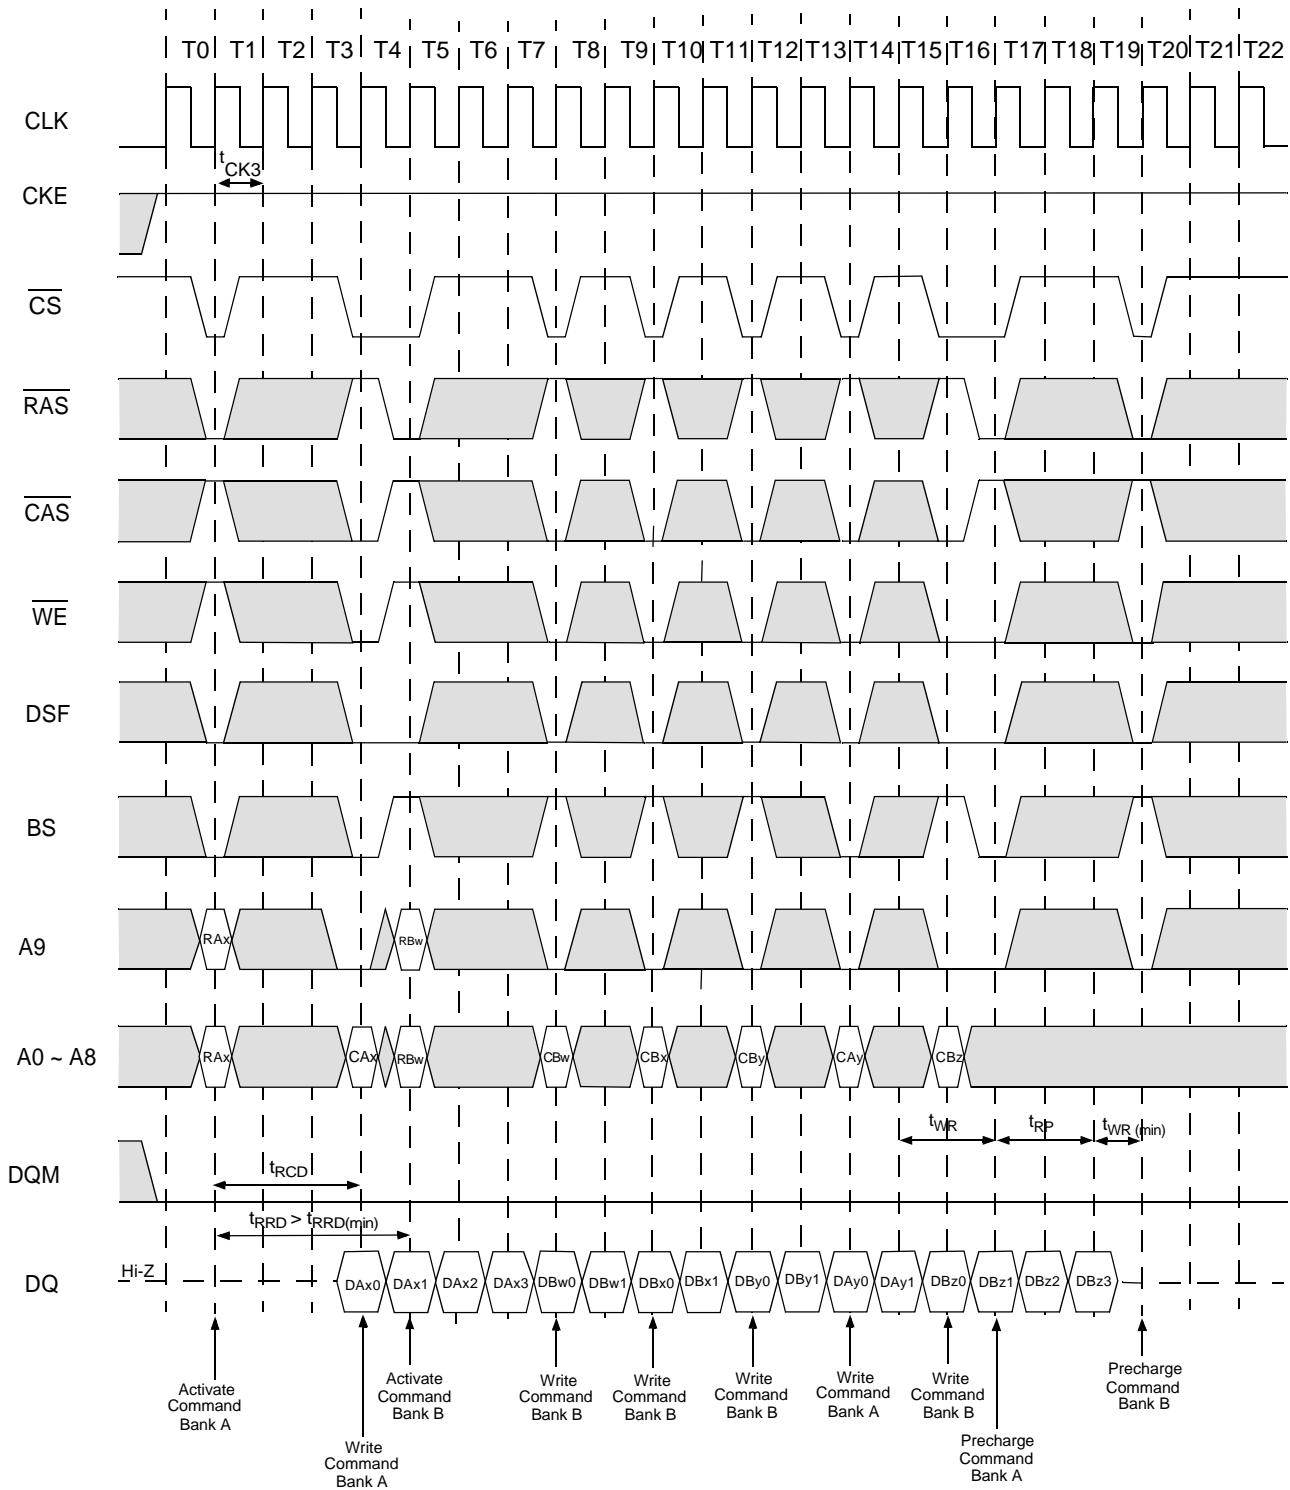 T0 T1 T2 T3 T4 T5 T6 T7 T8 T9 T10 T11 T12 T13 T14 T15 T16 T17 T18 T19 T20 T21 T22
CLK
tCK3
CKE
CS
RAS
CAS
WE
DSF
BS
A9
RAx RBw
A0 ~ A8
RAx CAx RBw CBw CBx CBy CAy CBz
tWR tRP tWR (min)
DQM
tRCD
tRRD > tRRD(min)
DQ
Hi-Z
DAx0 DAx1 DAx2 DAx3 DBw0 DBw1 DBx0 DBx1 DBy0 DBy1 DAy0 DAy1 DBz0 DBz1 DBz2 DBz3
Activate
Command
Bank A
Write
Command
Bank A
Activate
Command
Bank B
Write
Command
Bank B
Write
Command
Bank B
Write
Command
Bank B
Write
Command
Bank A
Write
Command
Bank B
Precharge
Command
Bank A
Precharge
Command
Bank B